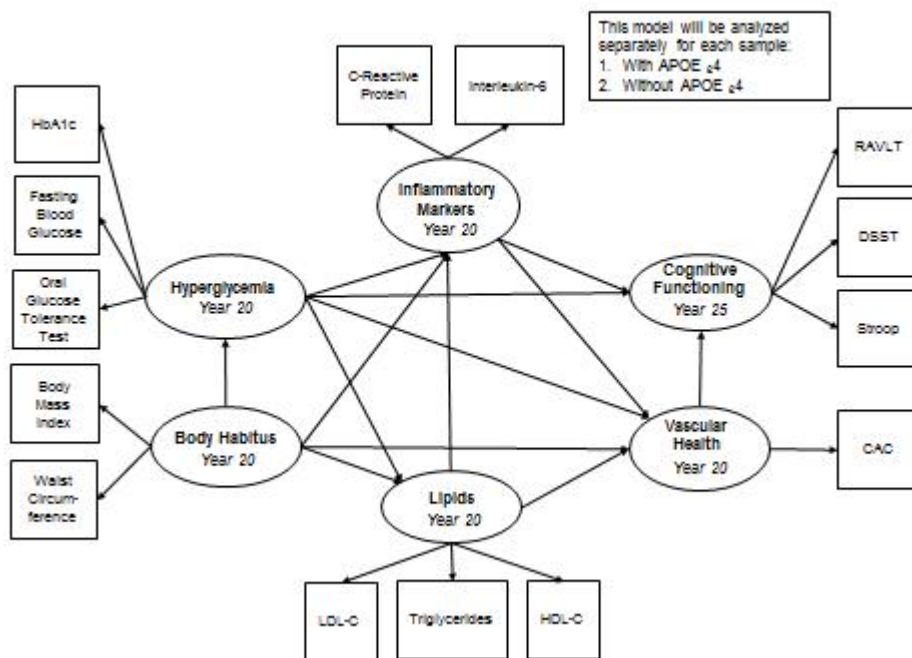 This model will be analyzed
separately for each sample:
1. With APOE ε4
2. Without APOE ε4
C-Reactive
Protein
Interleukin-6
HbA1c
RAVLT
Inflammatory
Markers
Year 20
Fasting
Blood
Glucose
DSST
Hyperglycemia
Year 20
Cognitive
Functioning
Year 25
Oral
Glucose
Tolerance
Test
Stroop
Body
Mass
Index
Body Habitus
Year 20
Vascular
Health
Year 20
CAC
Waist
Circum-
ference
Lipids
Year 20
LDL-C
Triglycerides
HDL-C